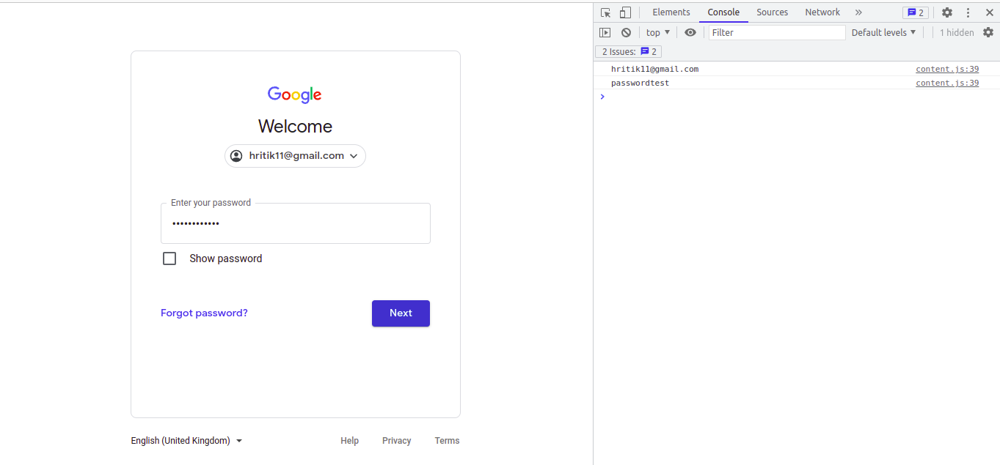 Elements Console Sources Network » 2
top Filter Default levels 1 hidden
2 Issues: 2
hritik11@gmail.com content.js:39
passwordtest content.js:39
Google
Welcome
hritik11@gmail.com
Enter your password
••••••••••••
Show password
Forgot password? Next
English (United Kingdom) Help Privacy Terms